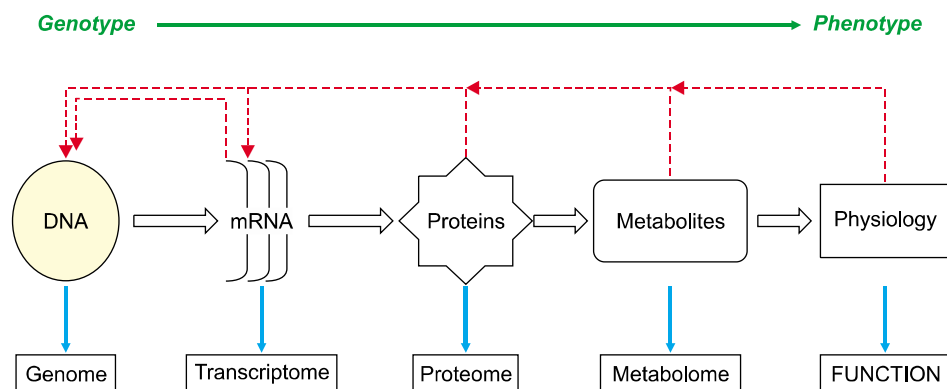 Genotype
Phenotype
DNA
mRNA
Proteins
Metabolites
Physiology
Genome
Transcriptome
Proteome
Metabolome
FUNCTION